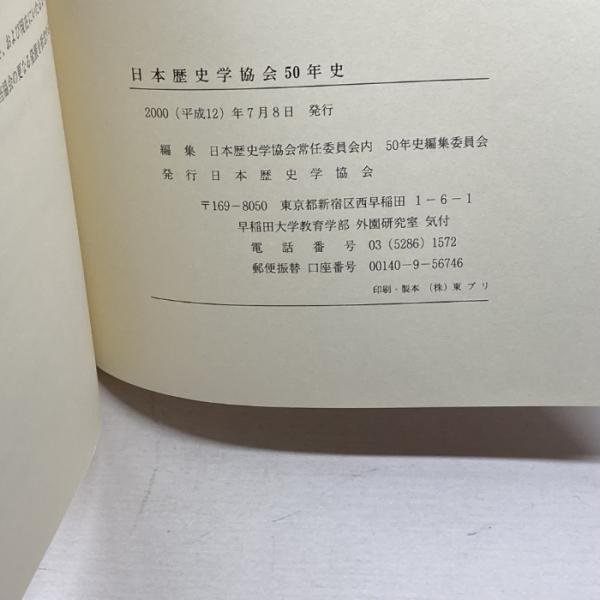 日本歴史学協会50年史
2000（平成12）年7月8日 発行
編 集 日本歴史学協会常任委員会内 50年史編集委員会
発行 日 本 歴 史 学 協 会
〒169－8050 東京都新宿区西早稲田 1－6－1
早稲田大学教育学部 外園研究室 気付
電 話 番 号 03 (5286) 1572
郵便振替 口座番号 00140－9－56746
印刷・製本 （株）東 プ リ